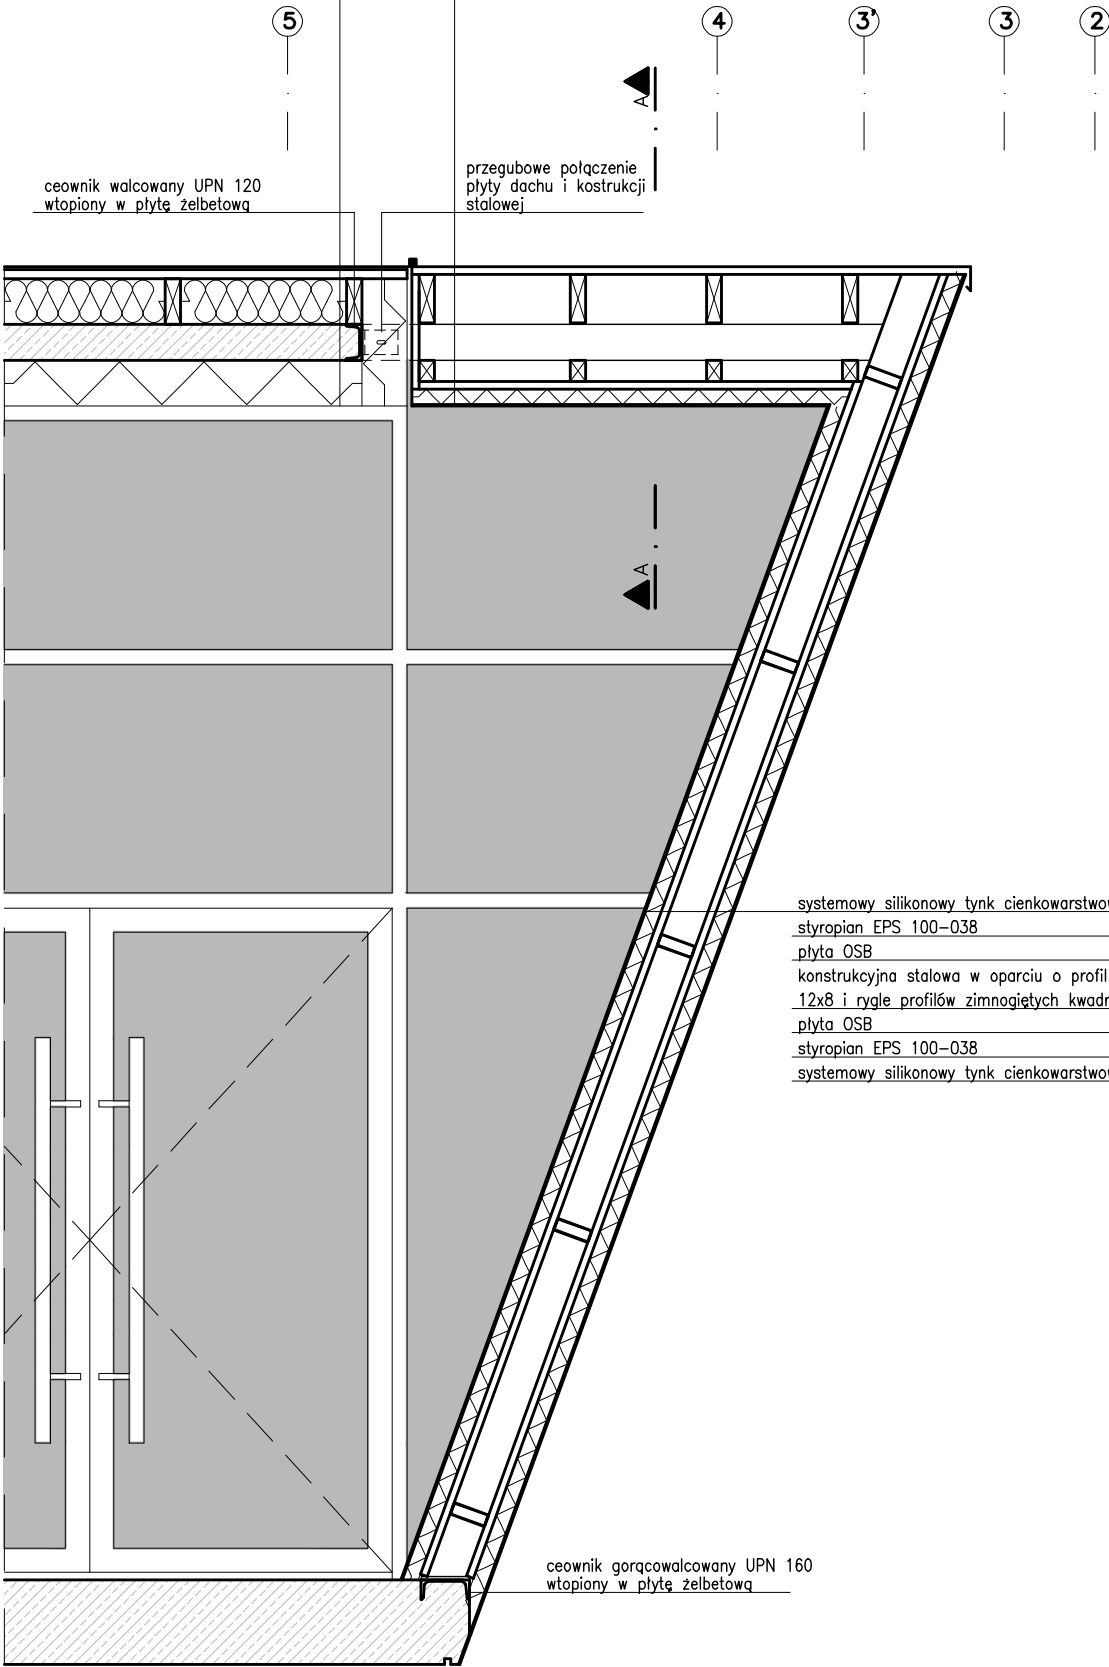 5 4 3' 3 2
A
ceownik walcowany UPN 120
wtopiony w płytę żelbetową
przegubowe połączenie
płyty dachu i kostrukcji
stalowej
A
systemowy silikonowy tynk cienkowarstwow
styropian EPS 100-038
płyta OSB
konstrukcyjna stalowa w oparciu o profil
12x8 i rygle profilów zimnogiętych kwadr
płyta OSB
styropian EPS 100-038
systemowy silikonowy tynk cienkowarstwow
ceownik gorącowalcowany UPN 160
wtopiony w płytę żelbetową